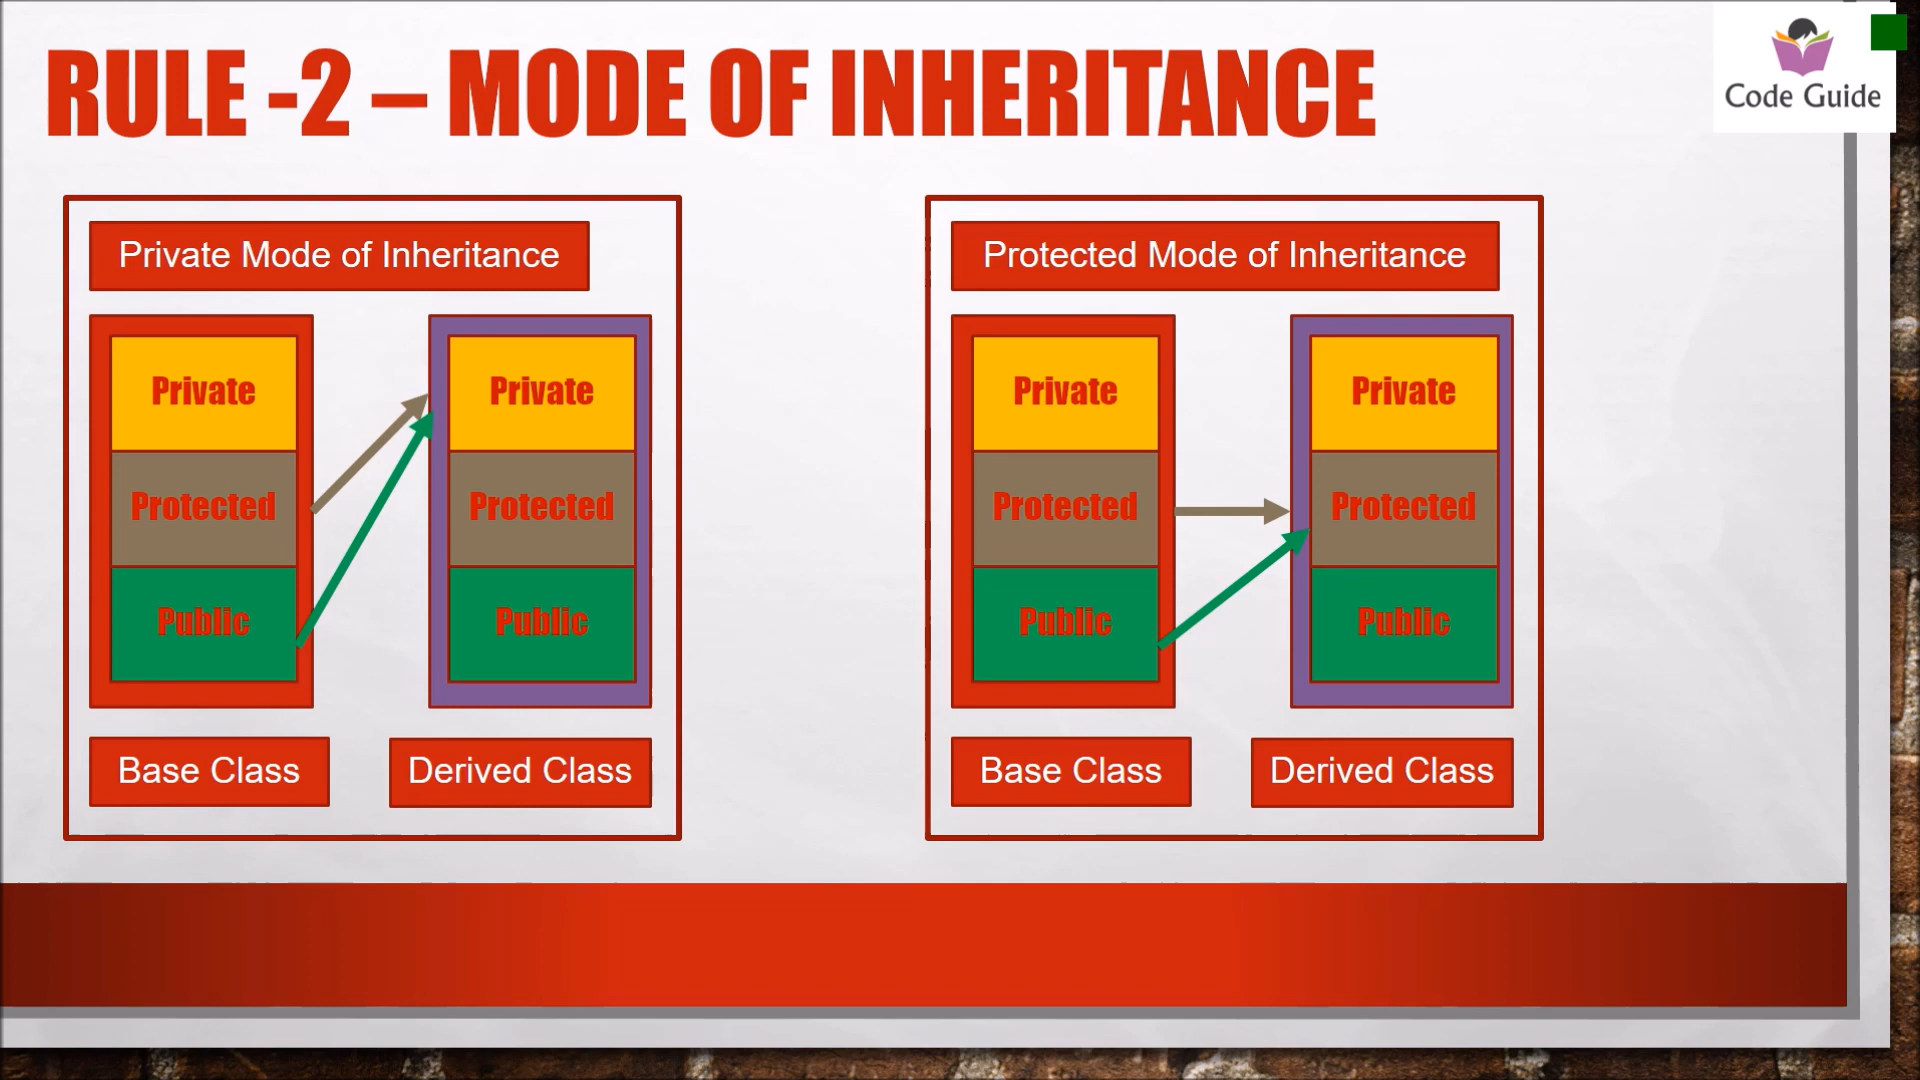 RULE -2 – MODE OF INHERITANCE
Code Guide
Private Mode of Inheritance
Private
Private
Protected
Protected
Public
Public
Base Class
Derived Class
Protected Mode of Inheritance
Private
Private
Protected
Protected
Public
Public
Base Class
Derived Class